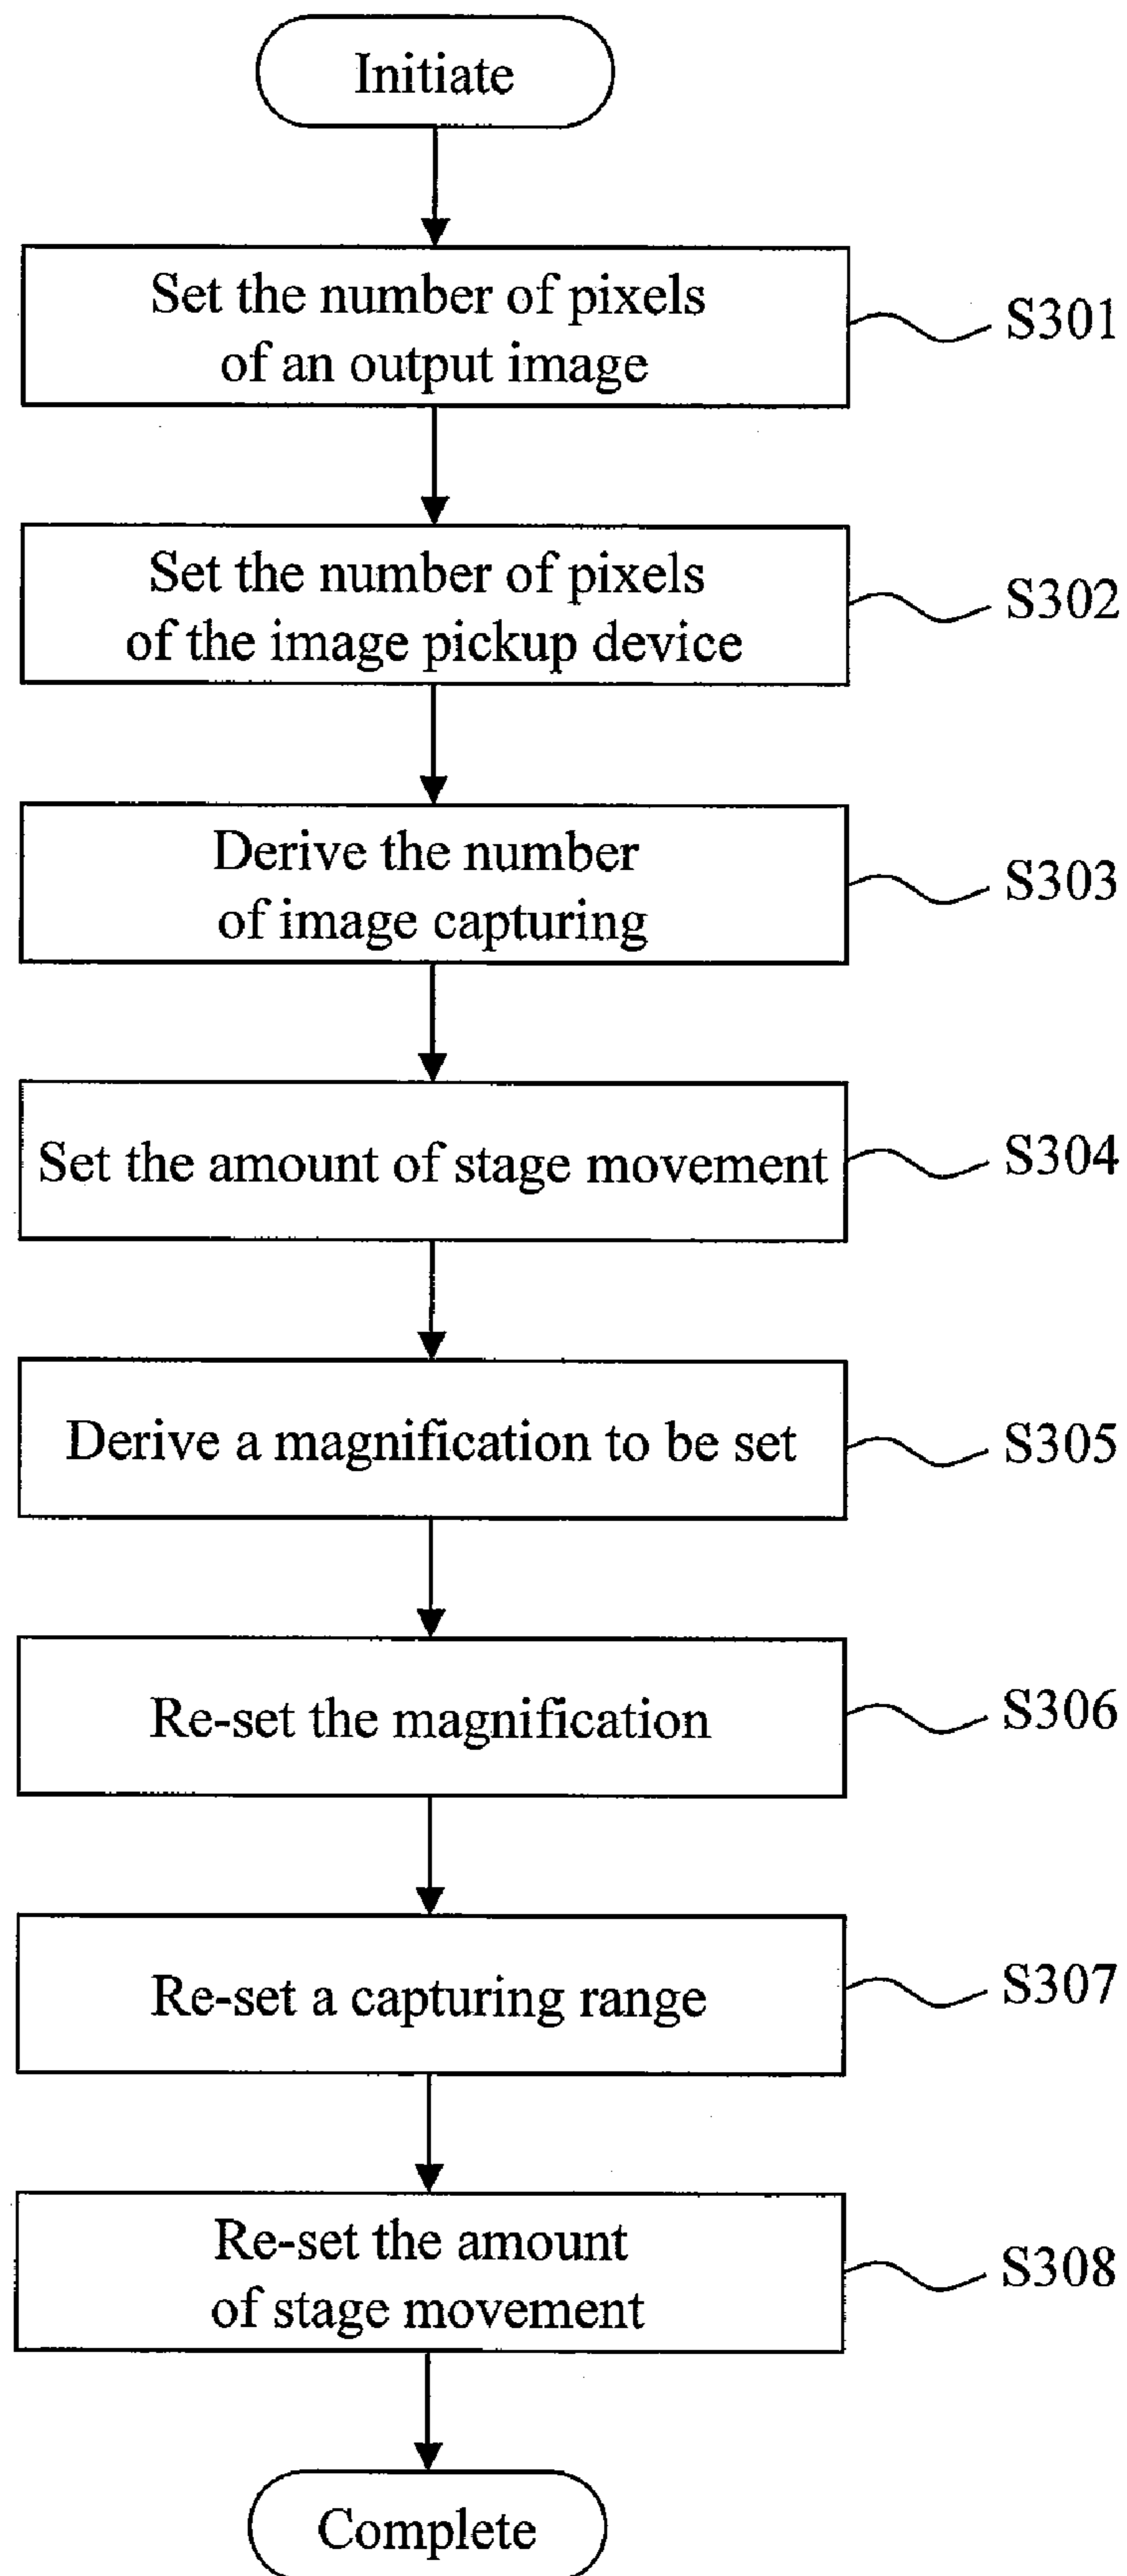 Initiate
Set the number of pixels
of an output image
S301
Set the number of pixels
of the image pickup device
S302
Derive the number
of image capturing
S303
Set the amount of stage movement
S304
Derive a magnification to be set
S305
Re-set the magnification
S306
Re-set a capturing range
S307
Re-set the amount
of stage movement
S308
Complete